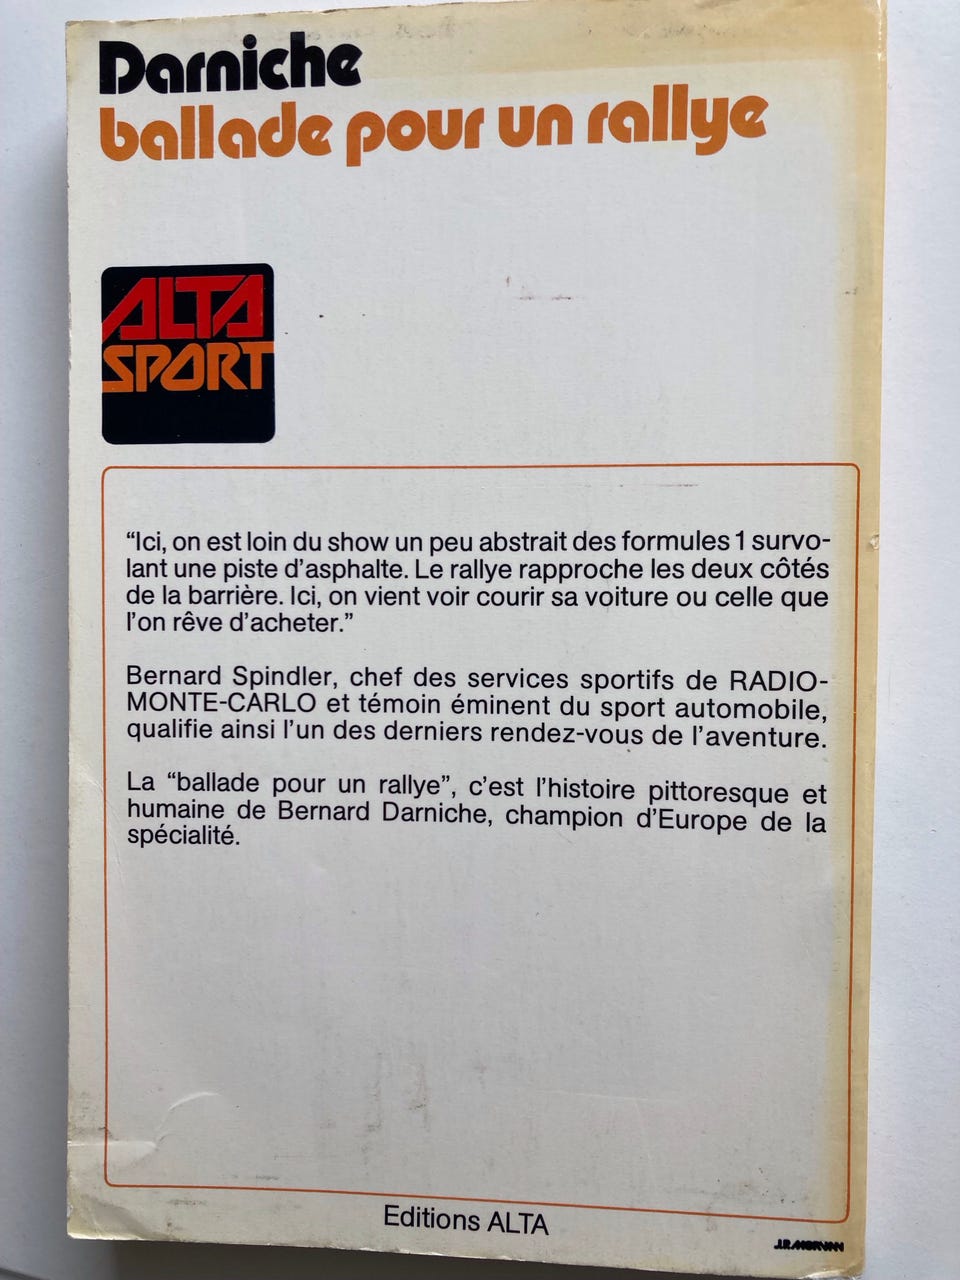 Darniche
ballade pour un rallye
ALTA
SPORT
“Ici, on est loin du show un peu abstrait des formules 1 survo-
lant une piste d’asphalte. Le rallye rapproche les deux côtés
de la barrière. Ici, on vient voir courir sa voiture ou celle que
l’on rêve d’acheter.”
Bernard Spindler, chef des services sportifs de RADIO-
MONTE-CARLO et témoin éminent du sport automobile,
qualifie ainsi l’un des derniers rendez-vous de l’aventure.
La “ballade pour un rallye”, c’est l’histoire pittoresque et
humaine de Bernard Darniche, champion d’Europe de la
spécialité.
Editions ALTA
J.R. MORVAN